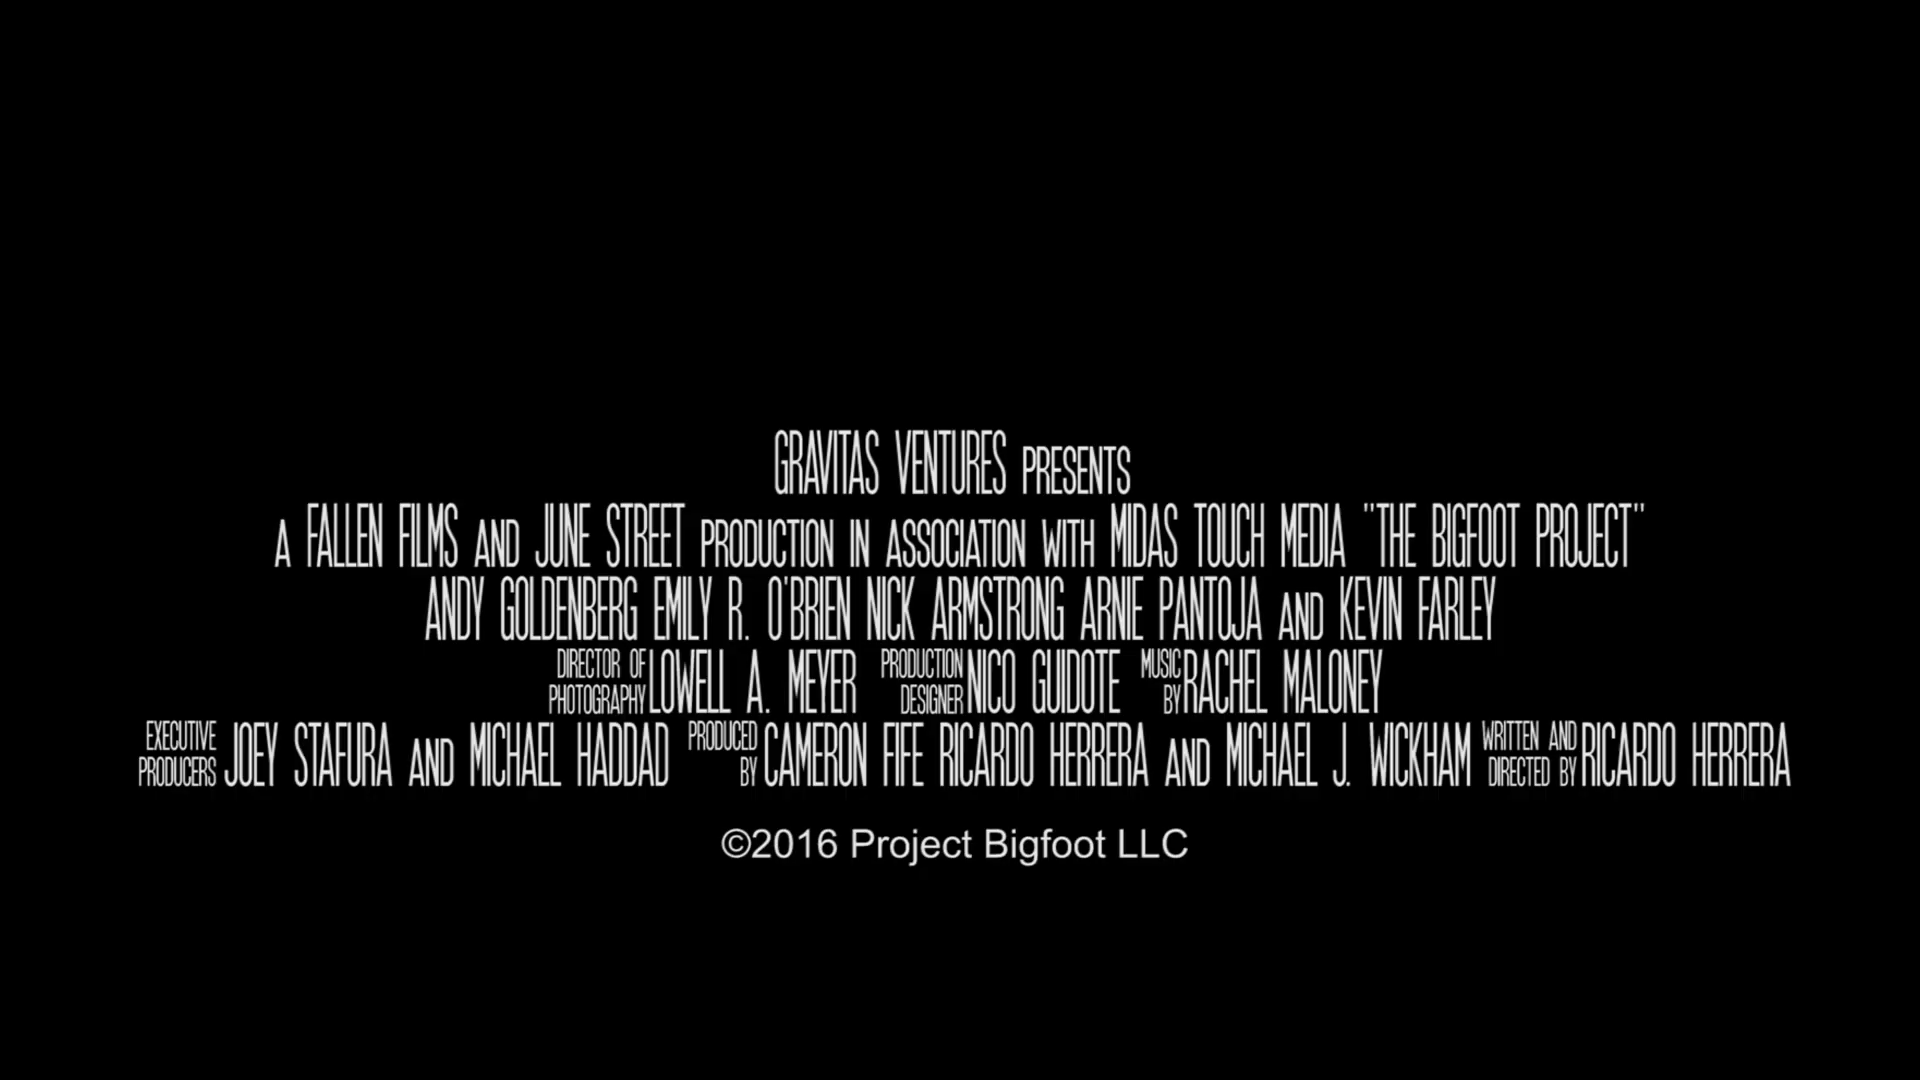 GRAVITAS VENTURES PRESENTS
A FALLEN FILMS AND JUNE STREET PRODUCTION IN ASSOCIATION WITH MIDAS TOUCH MEDIA "THE BIGFOOT PROJECT"
ANDY GOLDENBERG EMILY R. O'BRIEN NICK ARMSTRONG ARNIE PANTOJA AND KEVIN FARLEY
DIRECTOR OF PHOTOGRAPHY LOWELL A. MEYER PRODUCTION DESIGNER NICO GUIDOTE MUSIC BY RACHEL MALONEY
EXECUTIVE PRODUCERS JOEY STAFURA AND MICHAEL HADDAD PRODUCED BY CAMERON FIFE RICARDO HERRERA AND MICHAEL J. WICKHAM WRITTEN AND DIRECTED BY RICARDO HERRERA
©2016 Project Bigfoot LLC